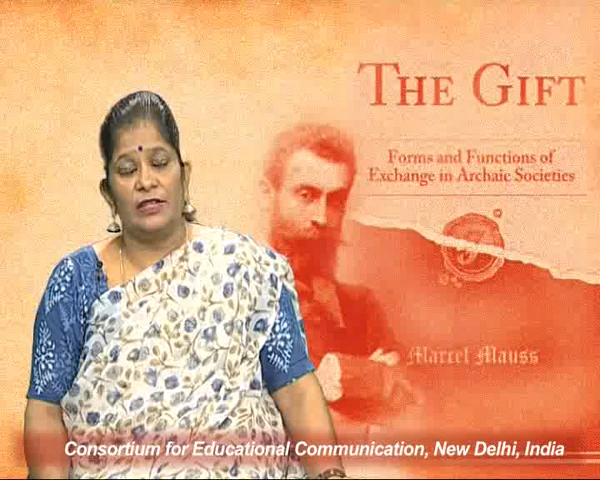 THE GIFT
Forms and Functions of
Exchange in Archaic Societies
Marcel Mauss
Consortium for Educational Communication, New Delhi, India